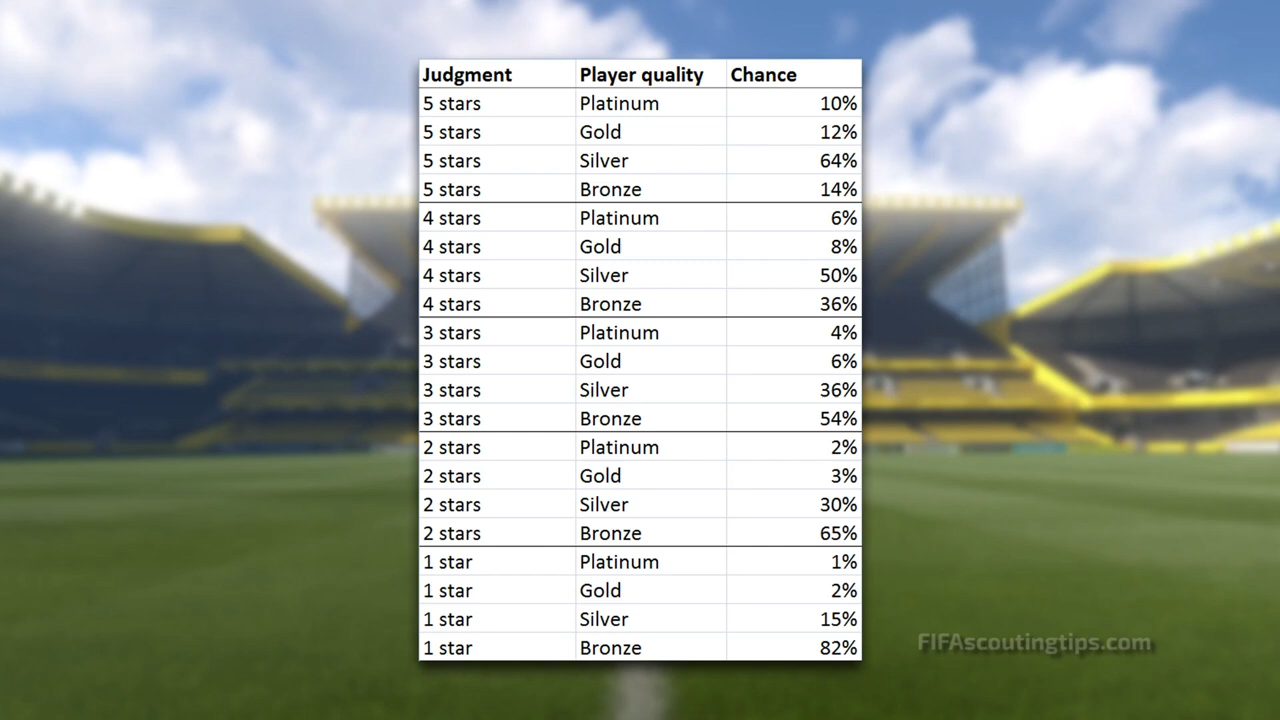 Judgment Player quality Chance
5 stars Platinum 10%
5 stars Gold 12%
5 stars Silver 64%
5 stars Bronze 14%
4 stars Platinum 6%
4 stars Gold 8%
4 stars Silver 50%
4 stars Bronze 36%
3 stars Platinum 4%
3 stars Gold 6%
3 stars Silver 36%
3 stars Bronze 54%
2 stars Platinum 2%
2 stars Gold 3%
2 stars Silver 30%
2 stars Bronze 65%
1 star Platinum 1%
1 star Gold 2%
1 star Silver 15%
1 star Bronze 82%
FIFAscoutingtips.com